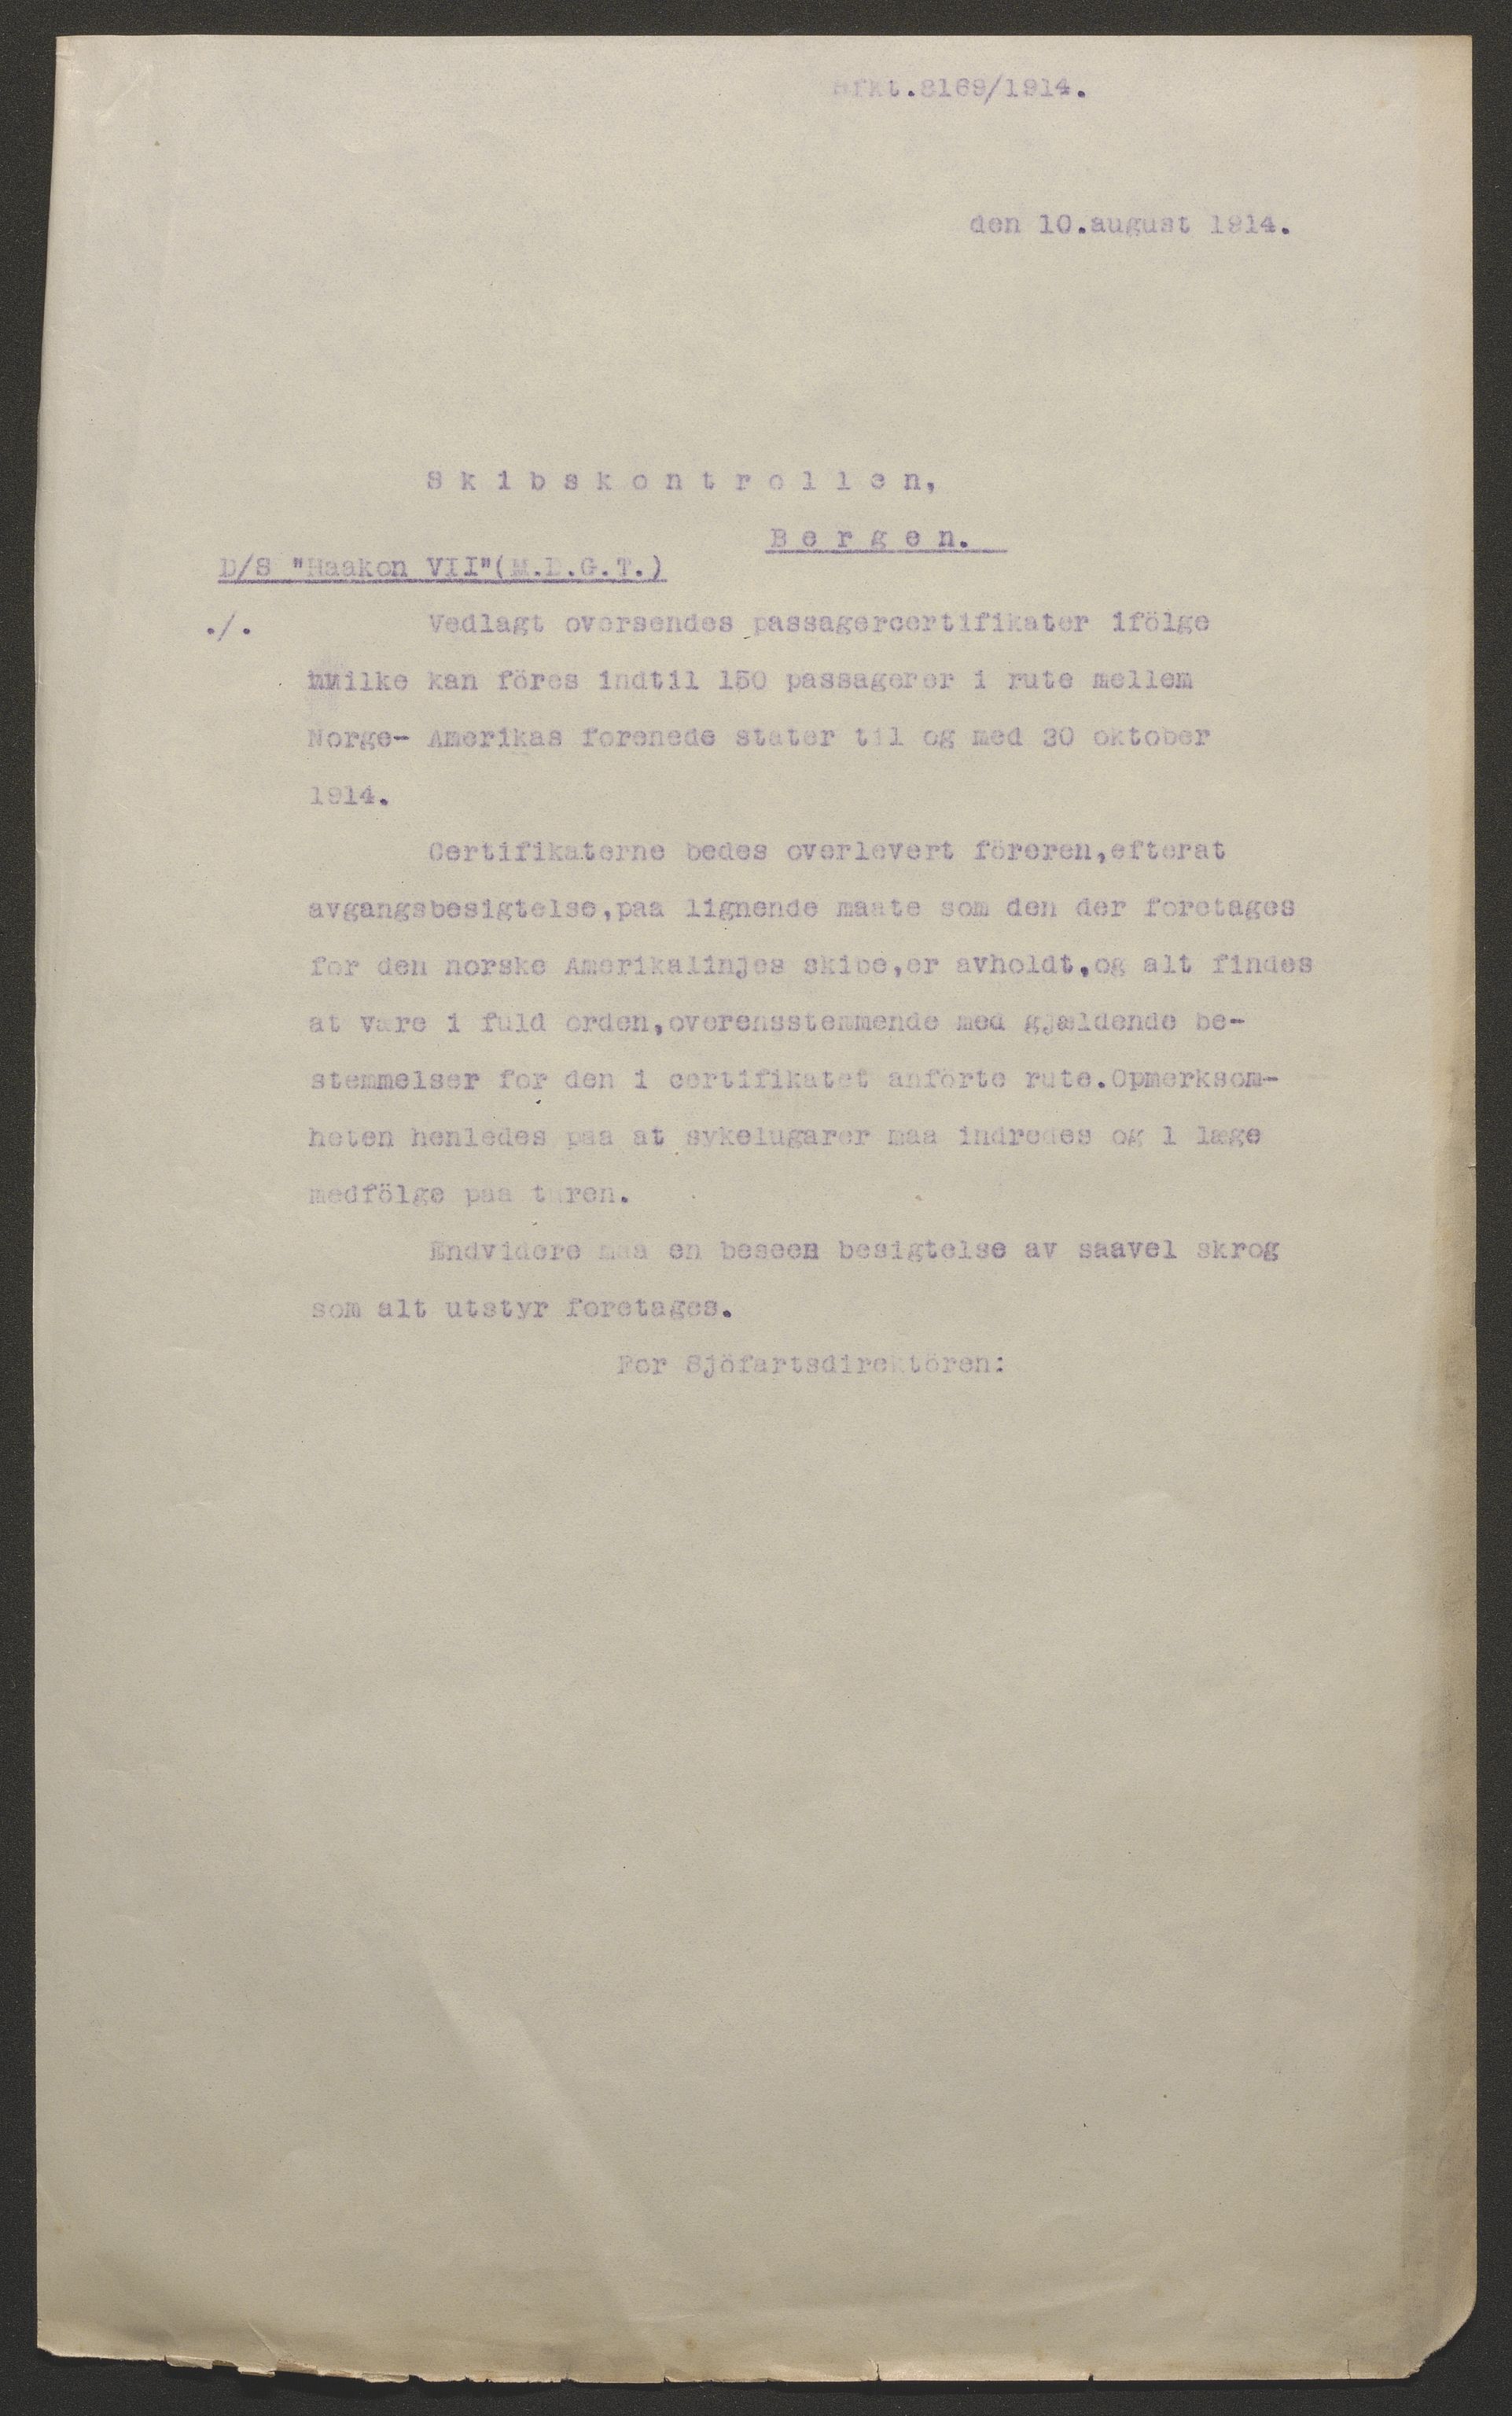 Sfkt.8169/1914.
den 10.august 1914.
Skibskontrollen,
Bergen.
D/S "Haakon VII"(M.D.G.T.)
./. Vedlagt oversendes passagercertifikater ifölge
hvilke kan föres indtil 150 passagerer i rute mellem
Norge- Amerikas forenede stater til og med 30 oktober
1914.
Certifikaterne bedes overlevert föreren,efterat
avgangsbesigtelse,paa lignende maate som den der foretages
for den norske Amerikalinjes skibe,er avholdt,og alt findes
at være i fuld orden,overensstemmende med gjældende be-
stemmelser for den i certifikatet anförte rute.Opmerksom-
heten henledes paa at sykelugarer maa indredes og 1 læge
medfölge paa turen.
Endvidere maa en beseen besigtelse av saavel skrog
som alt utstyr foretages.
For Sjöfartsdirektören: